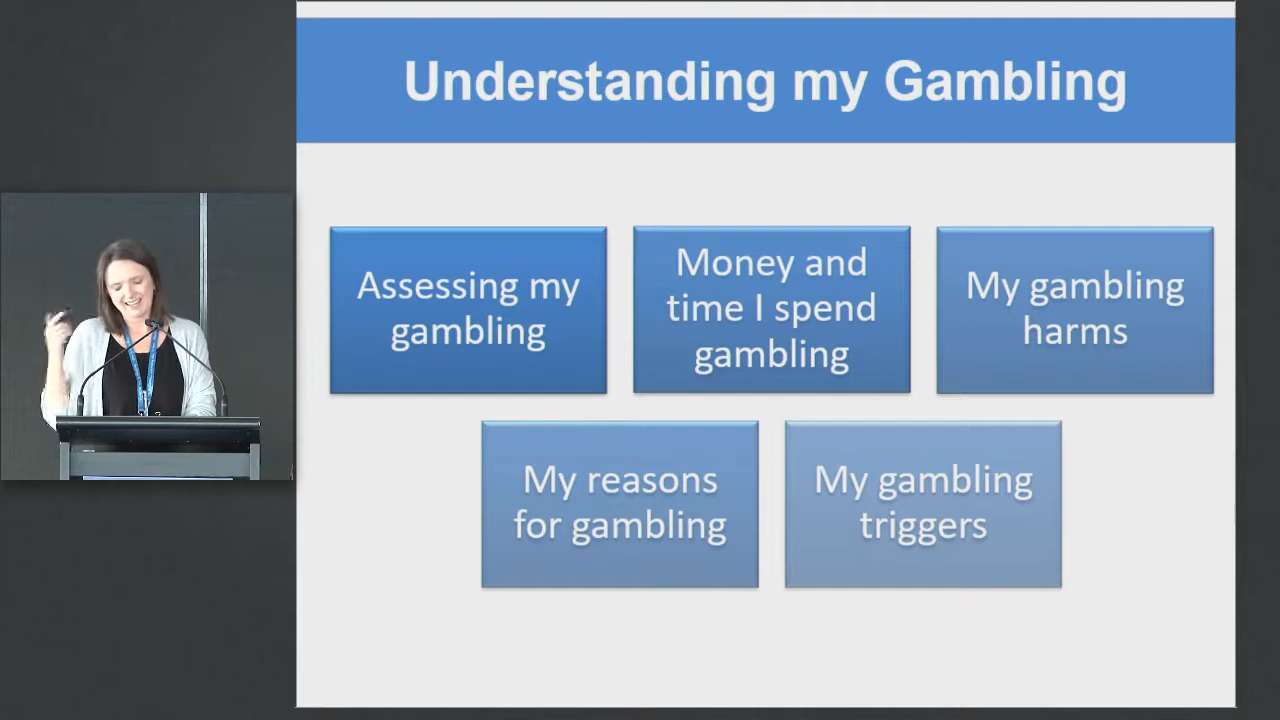 Understanding my Gambling
Assessing my
gambling
Money and
time I spend
gambling
My gambling
harms
My reasons
for gambling
My gambling
triggers